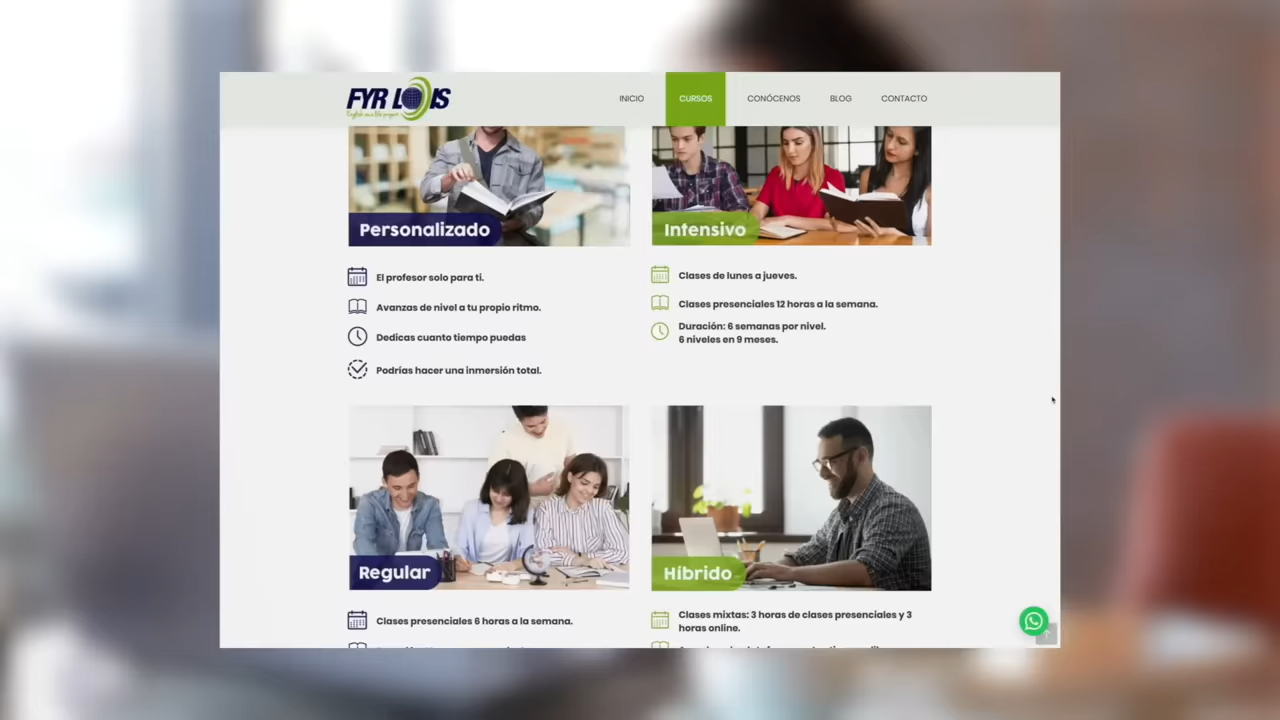 FYR LOIS
INICIO
CURSOS
CONÓCENOS
BLOG
CONTACTO
Personalizado
El profesor solo para ti.
Avanzas de nivel a tu propio ritmo.
Dedicas cuanto tiempo puedas
Podrías hacer una inmersión total.
Intensivo
Clases de lunes a jueves.
Clases presenciales 12 horas a la semana.
Duración: 6 semanas por nivel.
6 niveles en 9 meses.
Regular
Clases presenciales 6 horas a la semana.
Híbrido
Clases mixtas: 3 horas de clases presenciales y 3
horas online.